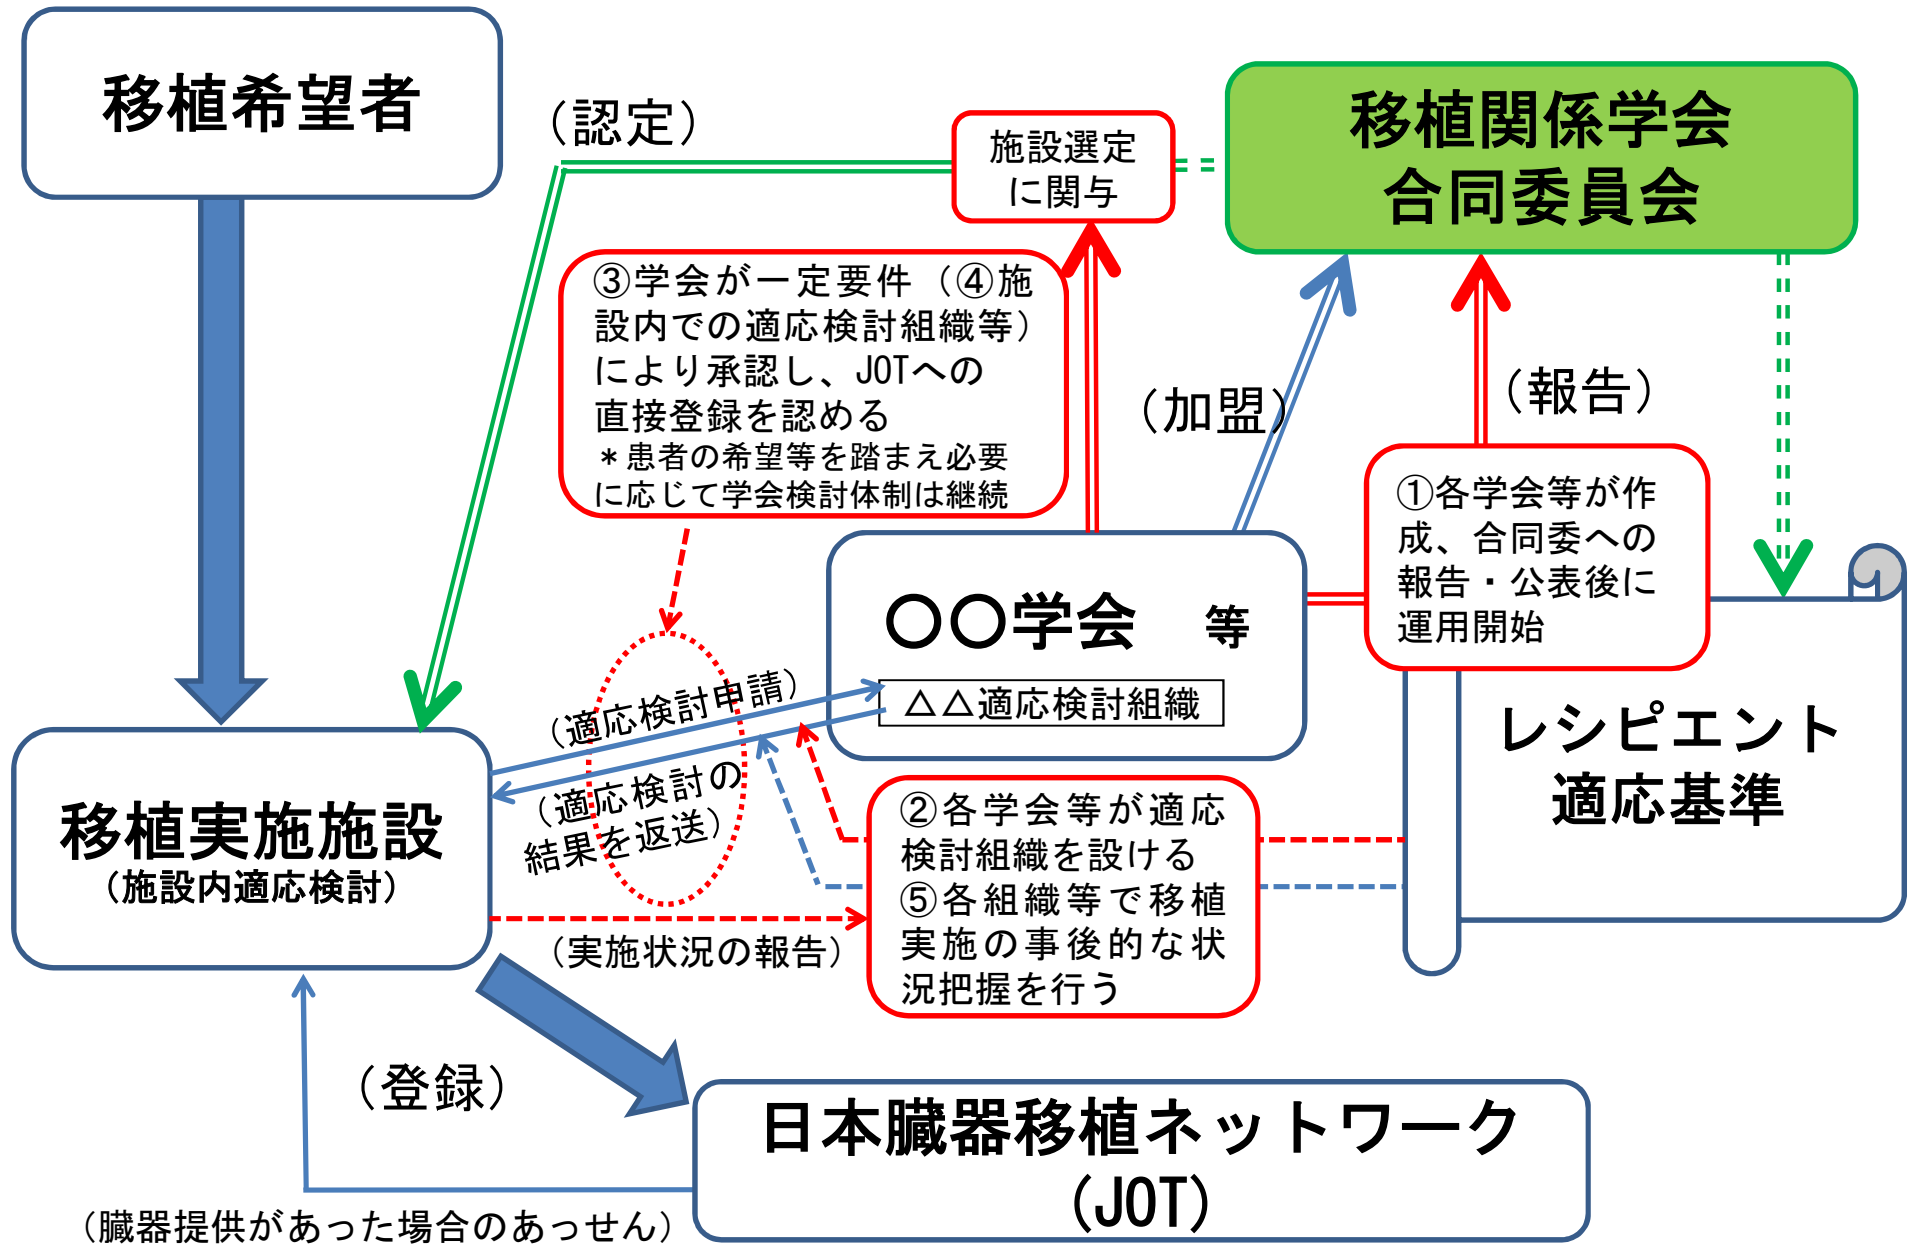 移植希望者
（認定）
施設選定
に関与
移植関係学会
合同委員会
③学会が一定要件（④施
設内での適応検討組織等）
により承認し、JOTへの
直接登録を認める
＊患者の希望等を踏まえ必要
に応じて学会検討体制は継続
（加盟）
（報告）
①各学会等が作
成、合同委への
報告・公表後に
運用開始
〇〇学会　等
△△適応検討組織
（適応検討申請）
（適応検討の
結果を返送）
レシピエント
適応基準
移植実施施設
（施設内適応検討）
②各学会等が適応
検討組織を設ける
⑤各組織等で移植
実施の事後的な状
況把握を行う
（実施状況の報告）
（登録）
日本臓器移植ネットワーク
(JOT)
（臓器提供があった場合のあっせん）